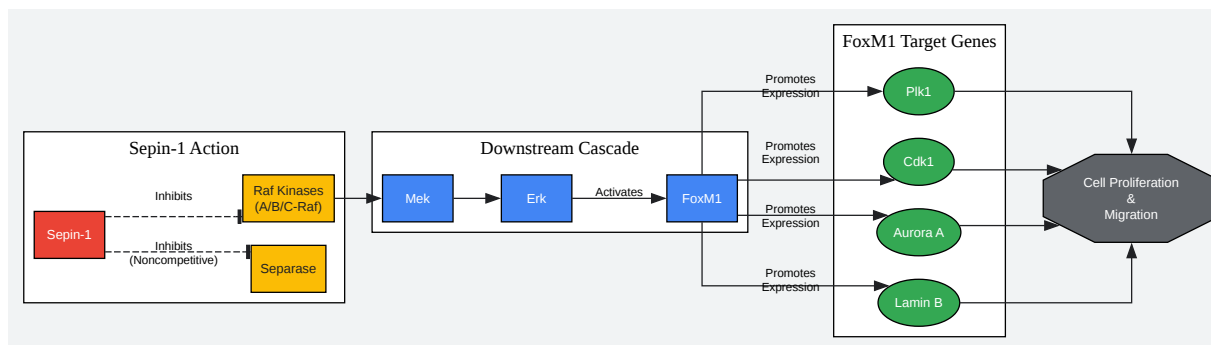 FoxM1 Target Genes
Promotes
Expression
Plk1
Sepin-1 Action
Downstream Cascade
Promotes
Expression
Cdk1
Inhibits
Raf Kinases
(A/B/C-Raf)
Mek
Erk
Activates
FoxM1
Cell Proliferation
&
Migration
Sepin-1
Promotes
Expression
Aurora A
Inhibits
(Noncompetitive)
Separase
Promotes
Expression
Lamin B